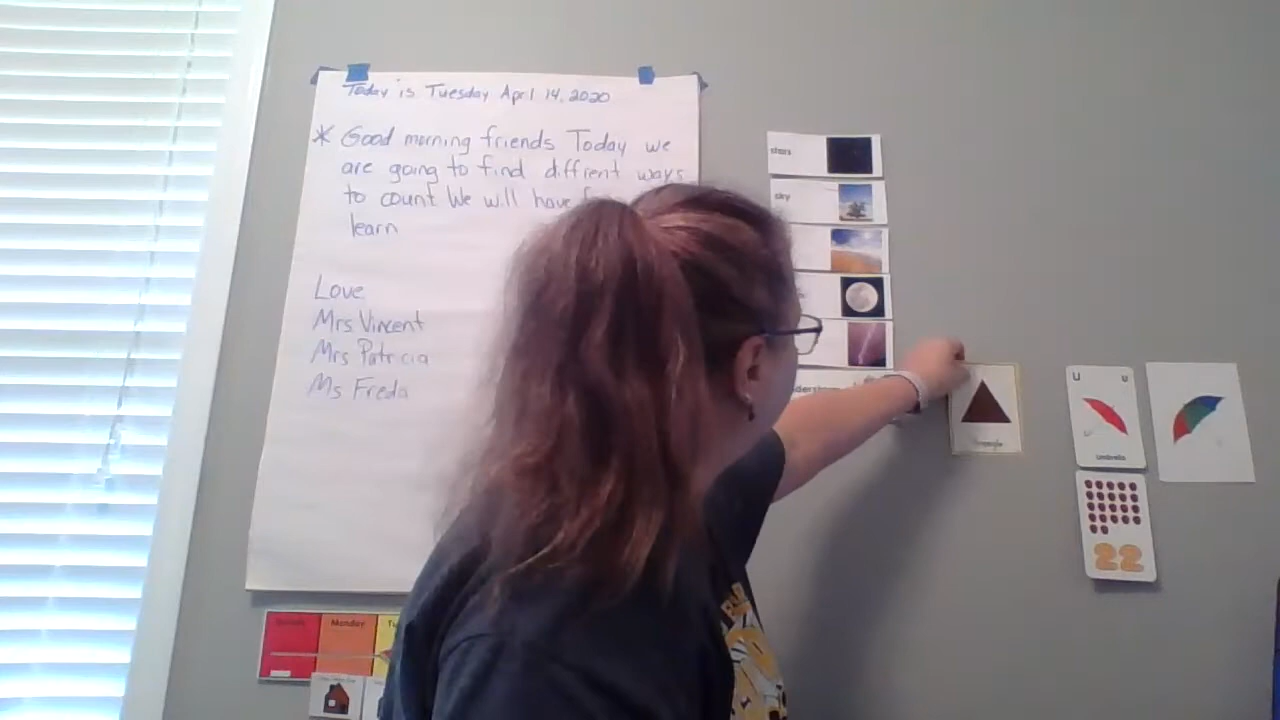 Today is Tuesday April 14, 2020
* Good morning friends Today we
are going to find diffrent ways
to count We will have
learn
Love
Mrs Vincent
Mrs Patricia
Ms Freda
stars
sky
U U
umbrella
22
Monday